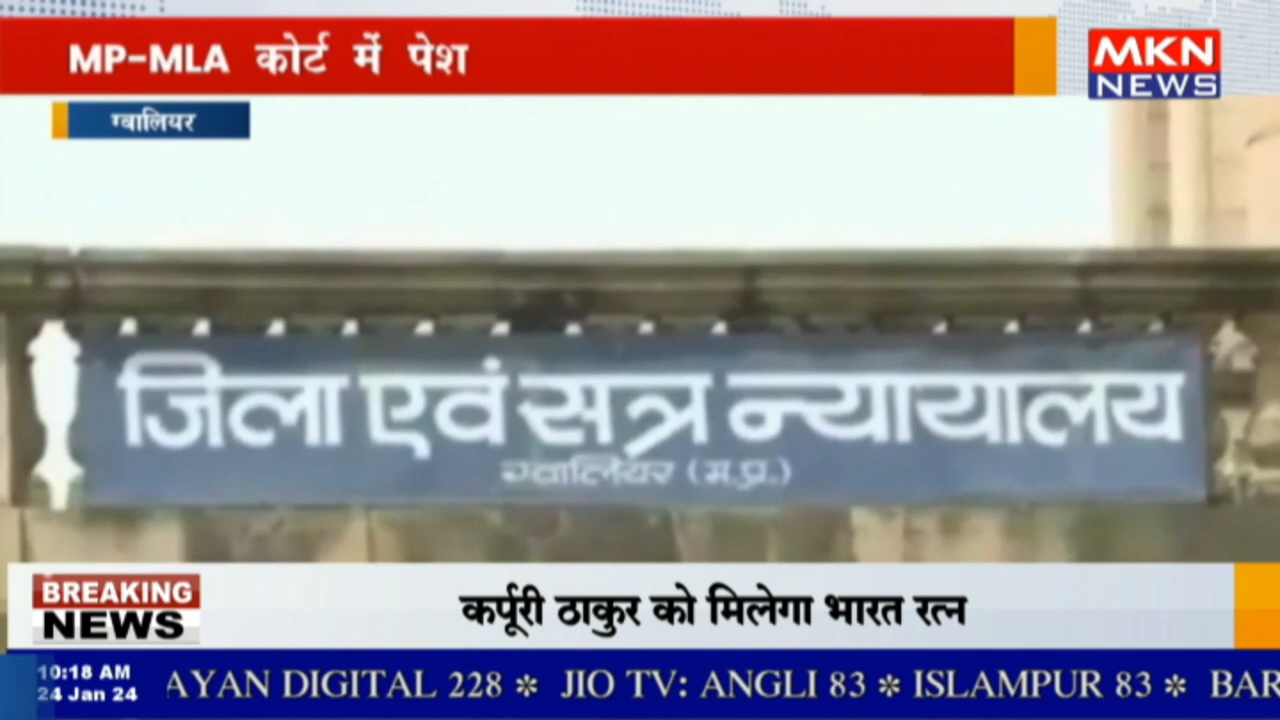 MP-MLA कोर्ट में पेश
MKN
NEWS
ग्वालियर
जिला एवं सत्र न्यायालय
ग्वालियर (म.प्र.)
BREAKING
NEWS
कर्पूरी ठाकुर को मिलेगा भारत रत्न
10:18 AM
24 Jan 24
AYAN DIGITAL 228 * JIO TV: ANGLI 83 * ISLAMPUR 83 * BAR